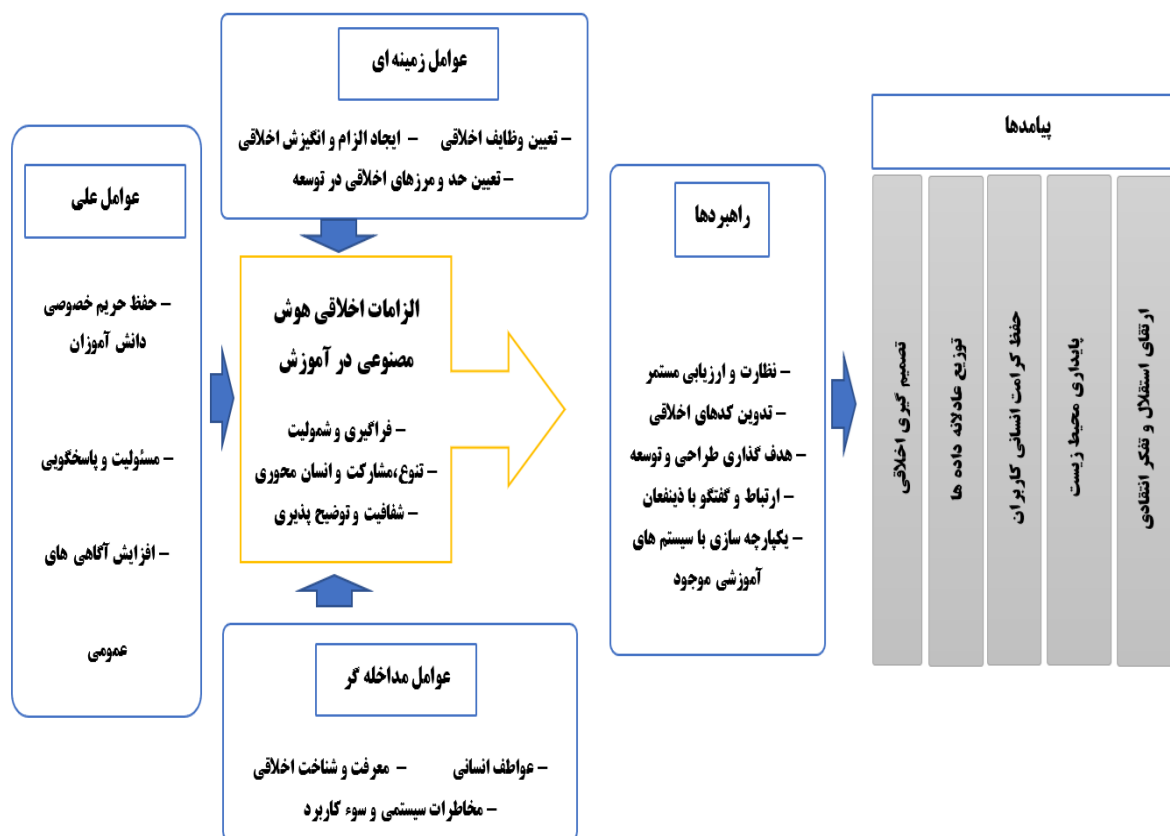 عوامل زمینه ای
- تعیین وظایف اخلاقی - ایجاد الزام و انگیزش اخلاقی
- تعیین حد و مرزهای اخلاقی در توسعه
عوامل علی
- حفظ حریم خصوصی
دانش آموزان
- مسئولیت و پاسخگویی
- افزایش آگاهی های
عمومی
الزامات اخلاقی هوش
مصنوعی در آموزش
- فراگیری و شمولیت
- تنوع،مشارکت و انسان محوری
- شفافیت و توضیح پذیری
عوامل مداخله گر
- عواطف انسانی - معرفت و شناخت اخلاقی
- مخاطرات سیستمی و سوء کاربرد
راهبردها
- نظارت و ارزیابی مستمر
- تدوین کدهای اخلاقی
- هدف گذاری طراحی و توسعه
- ارتباط و گفتگو با ذینفعان
- یکپارچه سازی با سیستم های
آموزشی موجود
پیامدها
تصمیم گیری اخلاقی
توزیع عادلانه داده ها
حفظ کرامت انسانی کاربران
پایداری محیط زیست
ارتقای استقلال و تفکر انتقادی